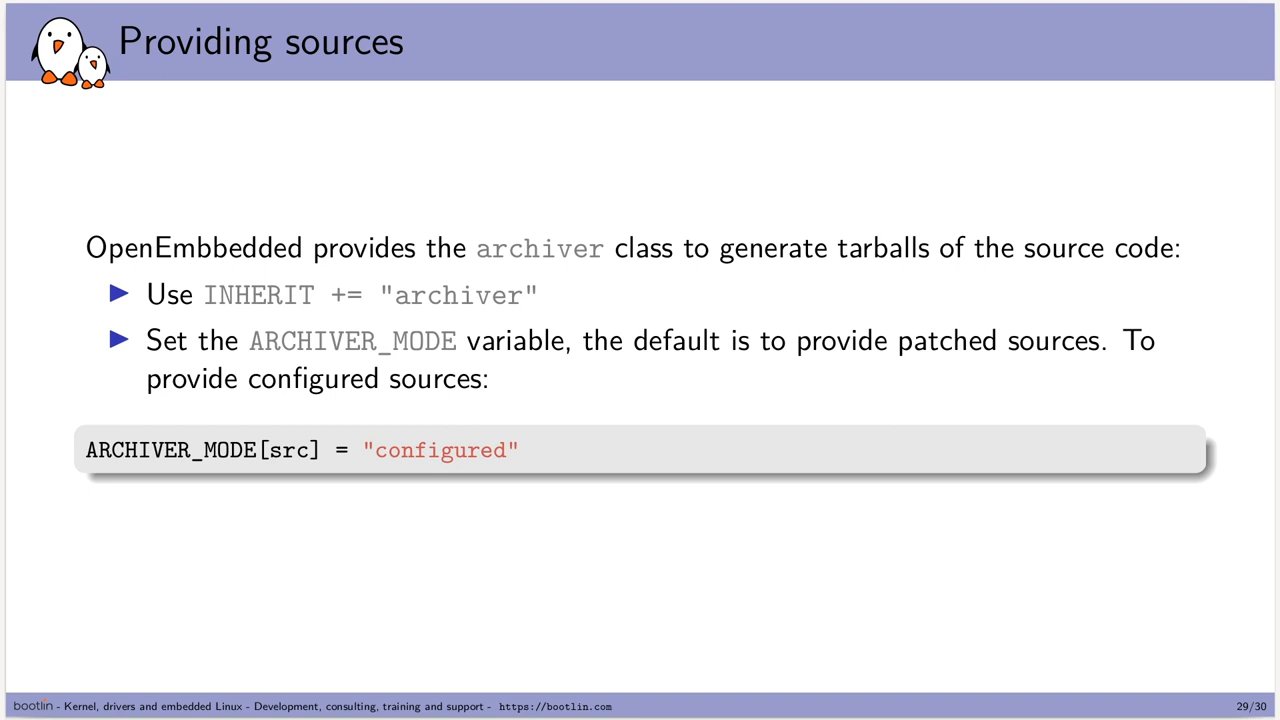 Providing sources
OpenEmbbedded provides the archiver class to generate tarballs of the source code:
▶ Use INHERIT += "archiver"
▶ Set the ARCHIVER_MODE variable, the default is to provide patched sources. To
provide configured sources:
ARCHIVER_MODE[src] = "configured"
bootlin - Kernel, drivers and embedded Linux - Development, consulting, training and support - https://bootlin.com 29/30